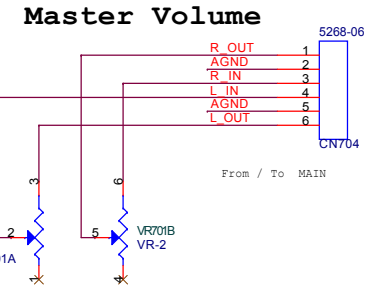 Master Volume
5268-06
R_OUT 1
AGND 2
R_IN 3
L_IN 4
AGND 5
L_OUT 6
CN704
From / To MAIN
3 6
2 5 VR701B
VR-2
01A
1 4